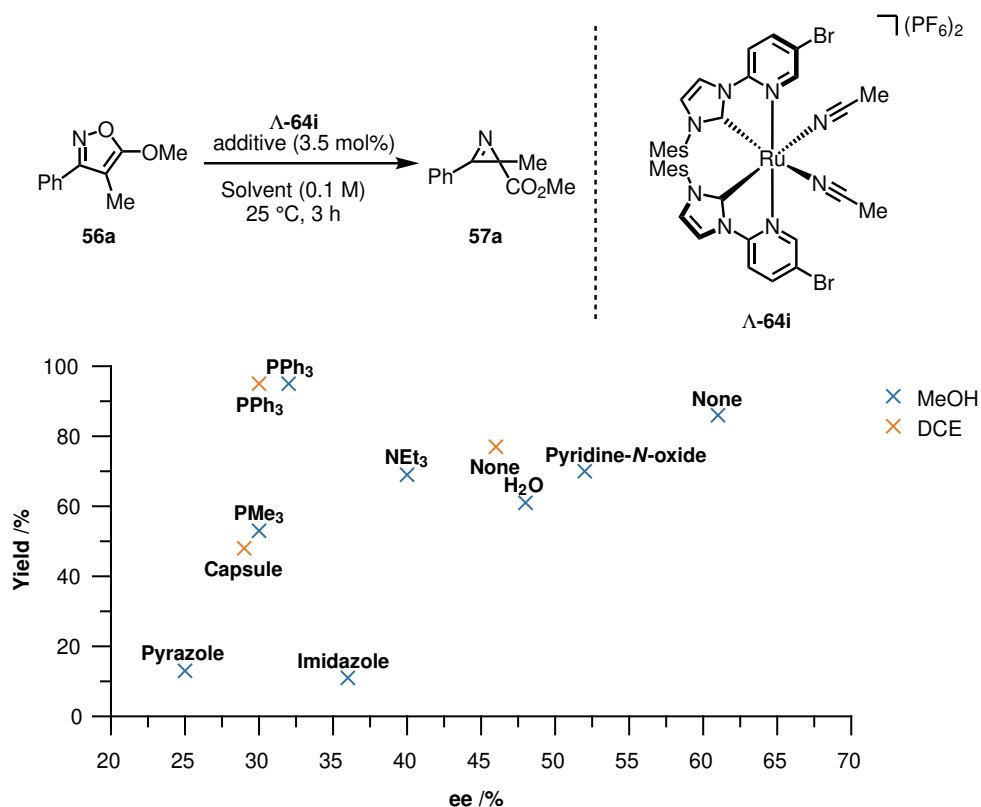 Λ-64i
additive (3.5 mol%)
Solvent (0.1 M)
25 °C, 3 h
N
O
OMe
Ph
Me
56a
N
Ph
Me
CO2Me
57a
(PF6)2
Br
N
N
N
N
Me
Mes
Mes
Ru
N
N
N
N
Me
Br
Λ-64i
Yield /%
100
80
60
40
20
0
PPh3
PPh3
None
MeOH
DCE
NEt3
None
Pyridine-N-oxide
H2O
PMe3
Capsule
Pyrazole
Imidazole
20 25 30 35 40 45 50 55 60 65 70
ee /%